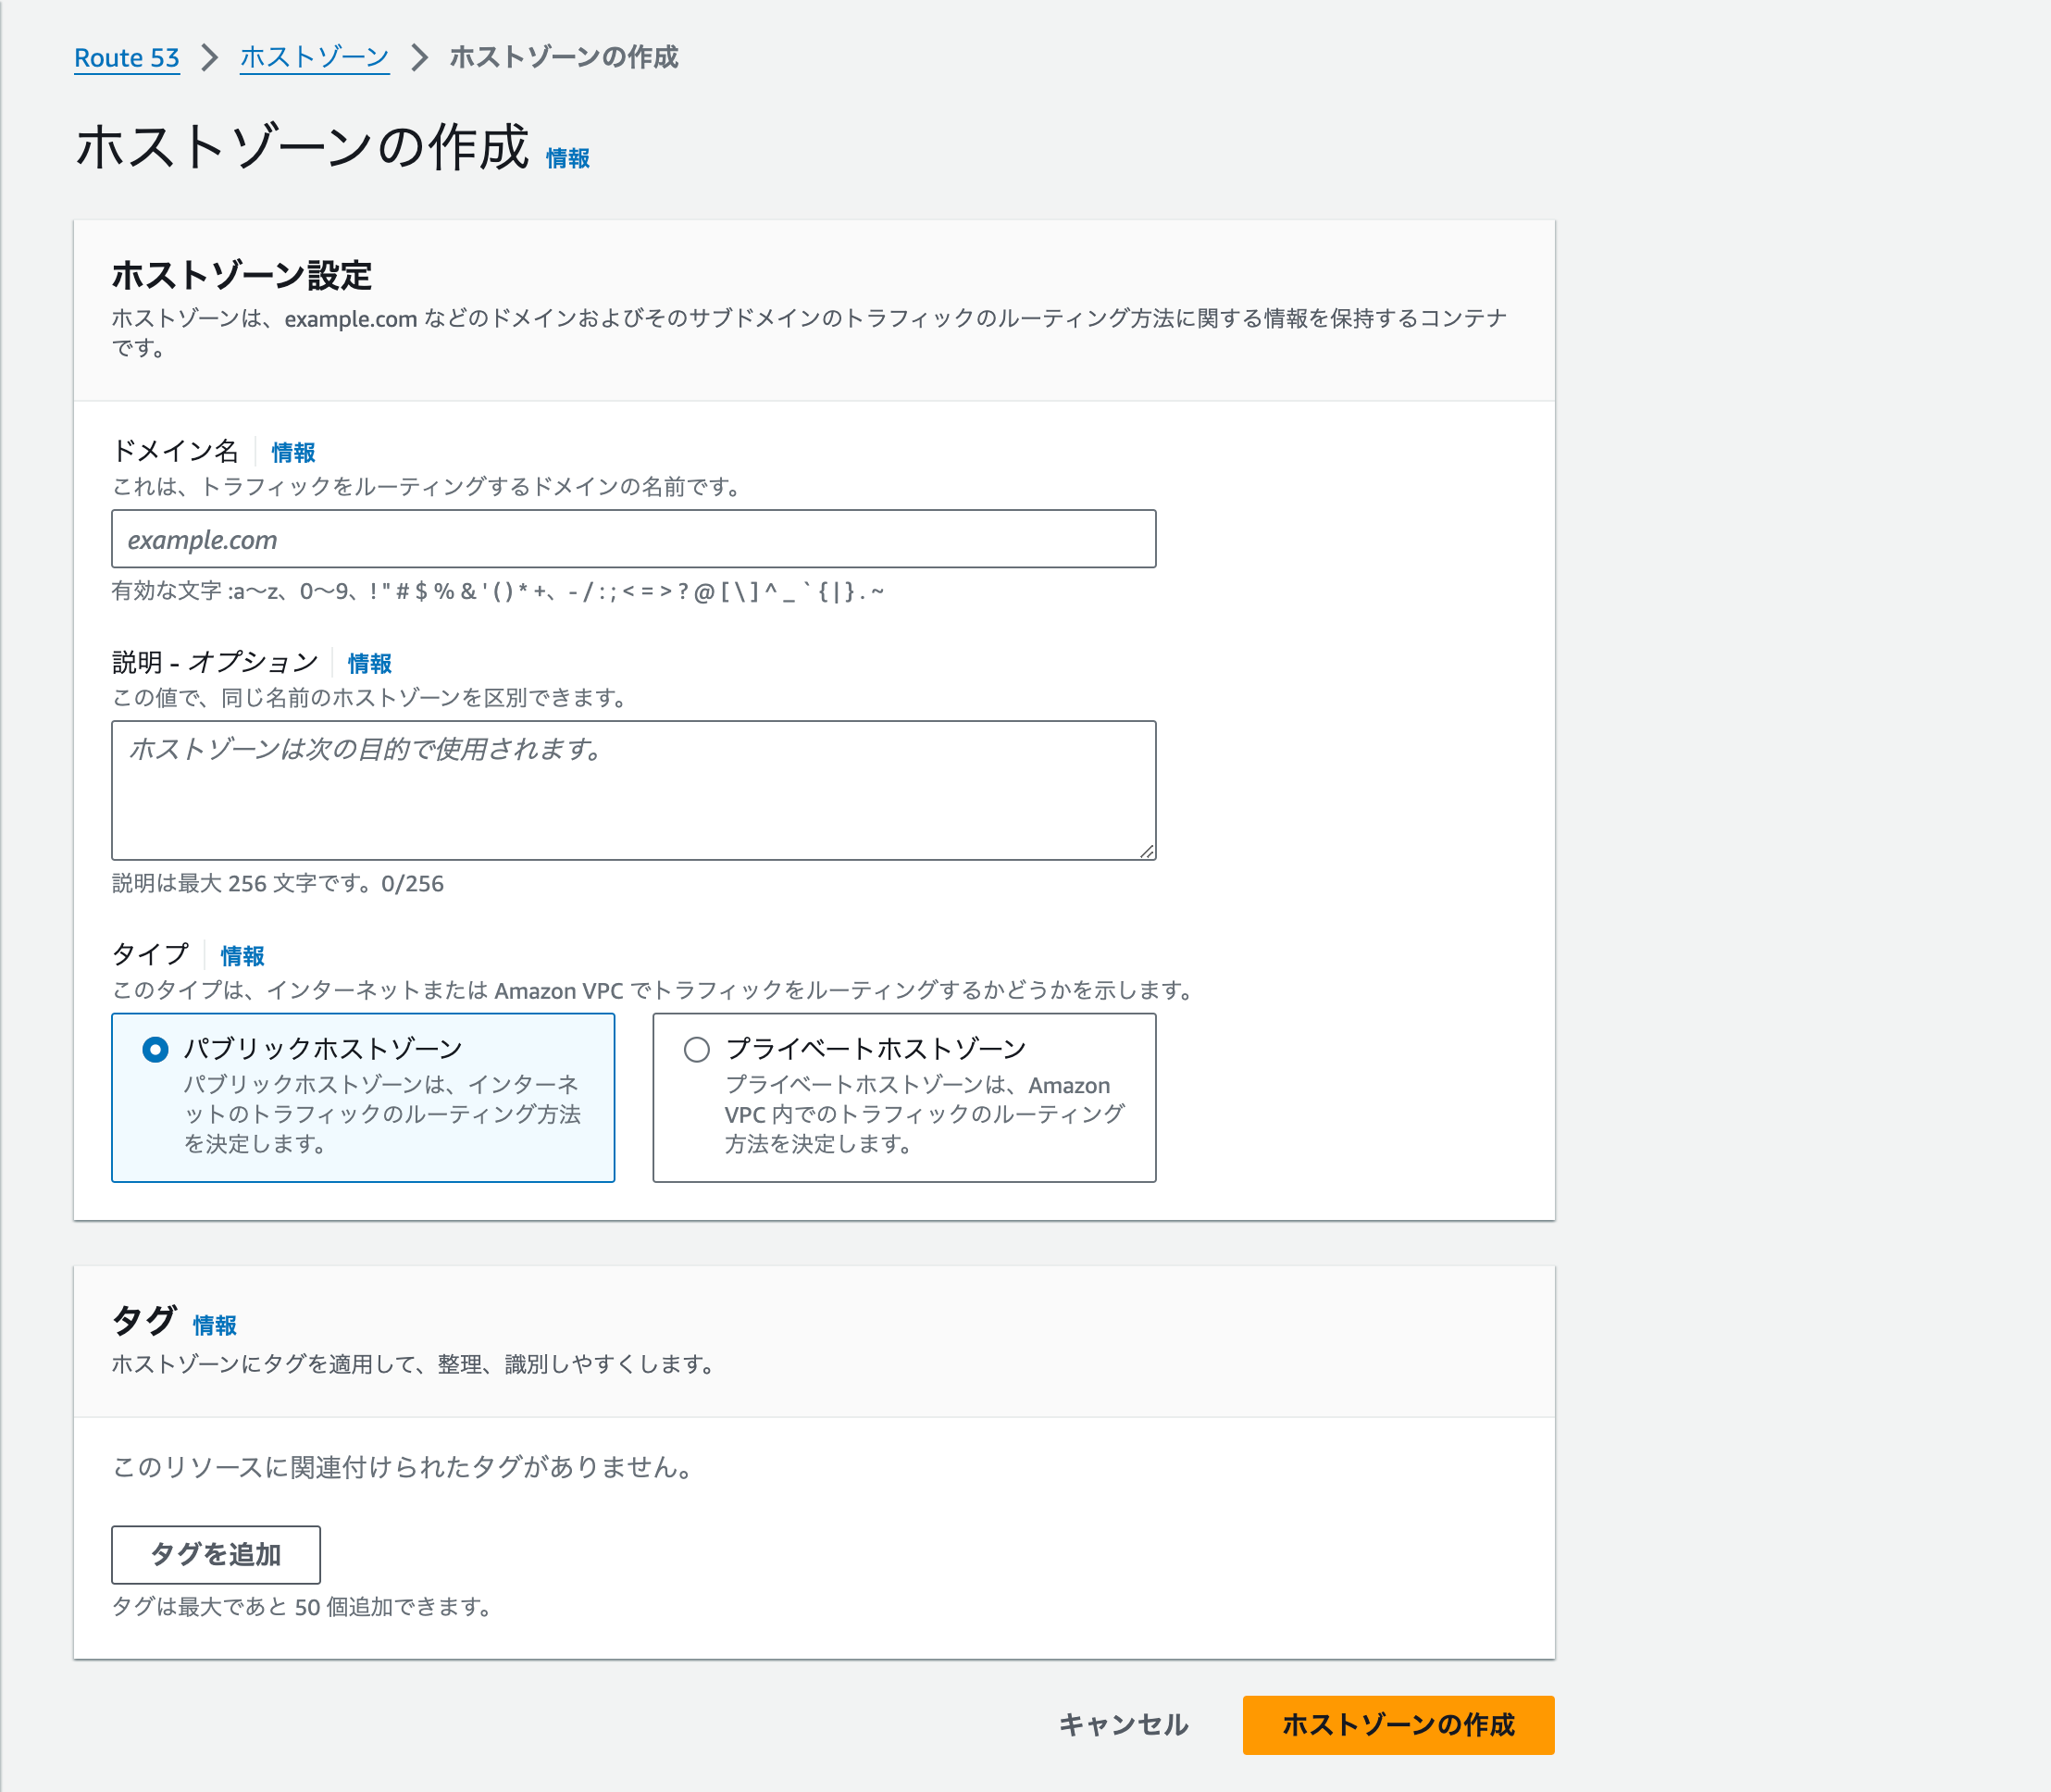 Route 53 > ホストゾーン > ホストゾーンの作成
ホストゾーンの作成 情報
ホストゾーン設定
ホストゾーンは、example.com などのドメインおよびそのサブドメインのトラフィックのルーティング方法に関する情報を保持するコンテナ
です。
ドメイン名 情報
これは、トラフィックをルーティングするドメインの名前です。
example.com
有効な文字 :a〜z、0〜9、! " # $ % & ' ( ) * +、- / : ; < = > ? @ [ \ ] ^ _ ` { | } . ~
説明 - オプション 情報
この値で、同じ名前のホストゾーンを区別できます。
ホストゾーンは次の目的で使用されます。
説明は最大 256 文字です。0/256
タイプ 情報
このタイプは、インターネットまたは Amazon VPC でトラフィックをルーティングするかどうかを示します。
パブリックホストゾーン
パブリックホストゾーンは、インターネ
ットのトラフィックのルーティング方法
を決定します。
プライベートホストゾーン
プライベートホストゾーンは、Amazon
VPC 内でのトラフィックのルーティング
方法を決定します。
タグ 情報
ホストゾーンにタグを適用して、整理、識別しやすくします。
このリソースに関連付けられたタグがありません。
タグを追加
タグは最大であと 50 個追加できます。
キャンセル ホストゾーンの作成